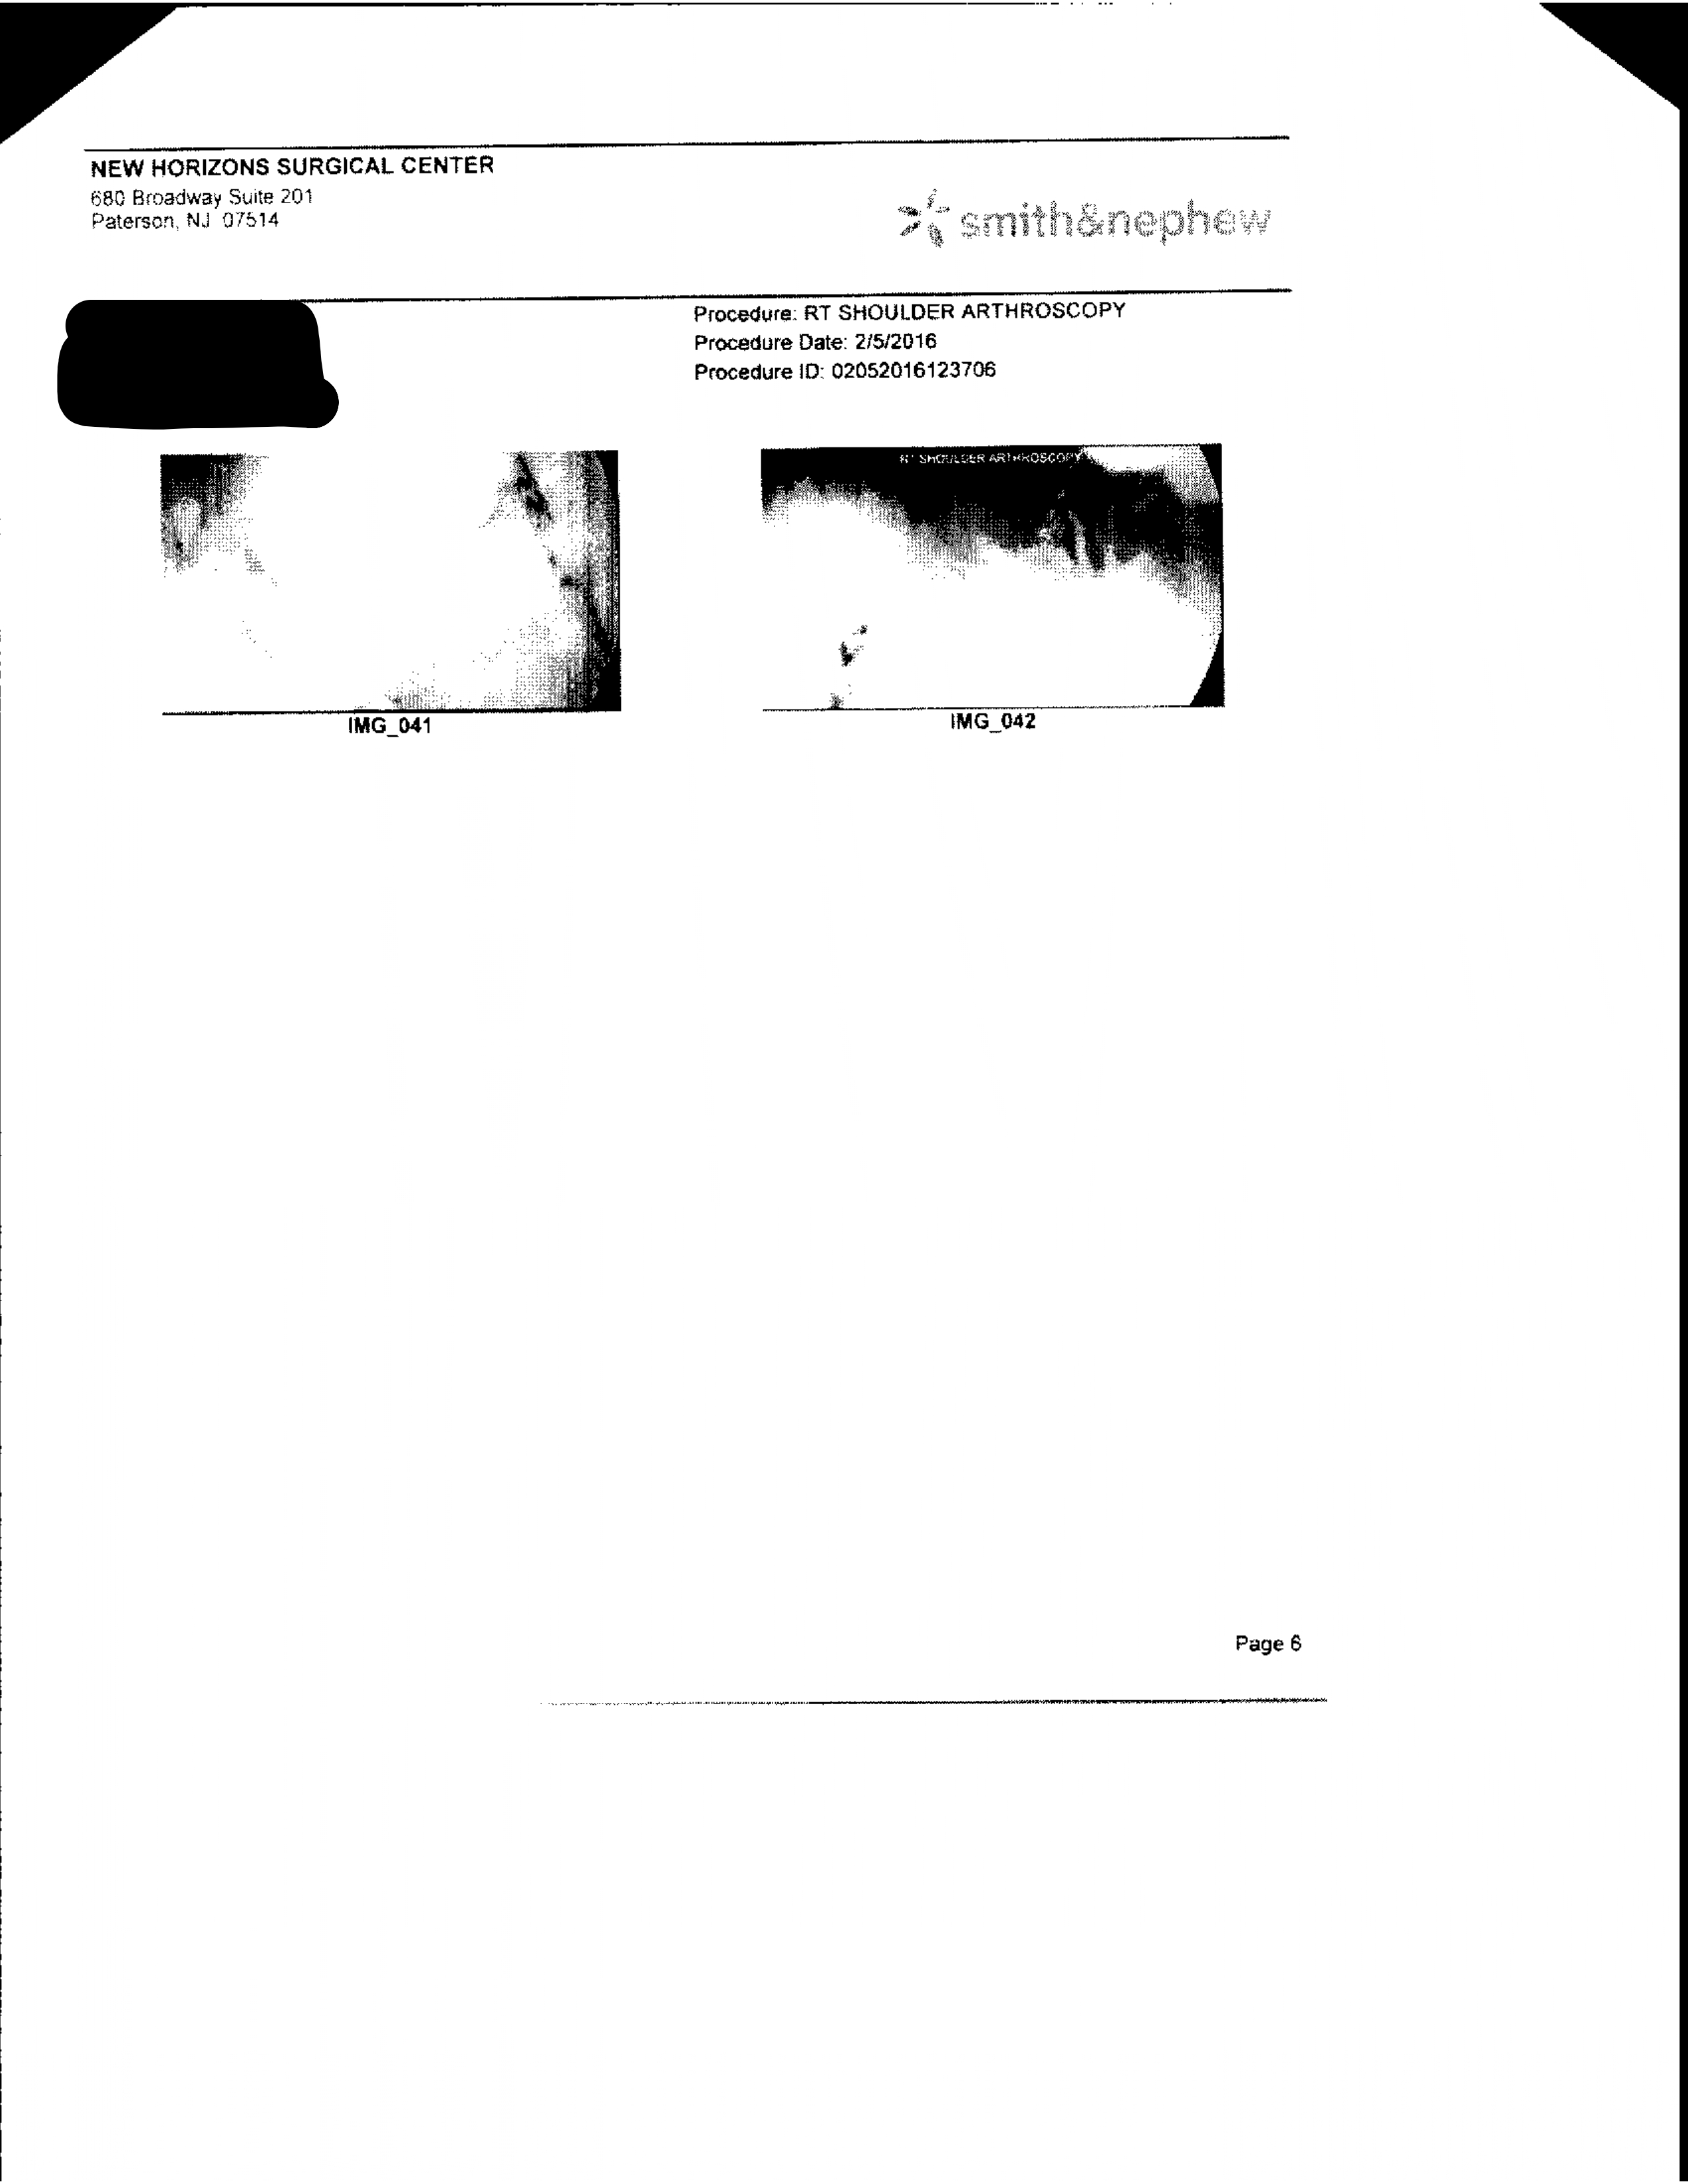 NEW HORIZONS SURGICAL CENTER
680 Broadway Suite 201
Paterson, NJ 07514
smith&nephew
Procedure: RT SHOULDER ARTHROSCOPY
Procedure Date: 2/5/2016
Procedure ID: 02052016123706
RT SHOULDER ARTHROSCOPY
IMG_041
IMG_042
Page 6